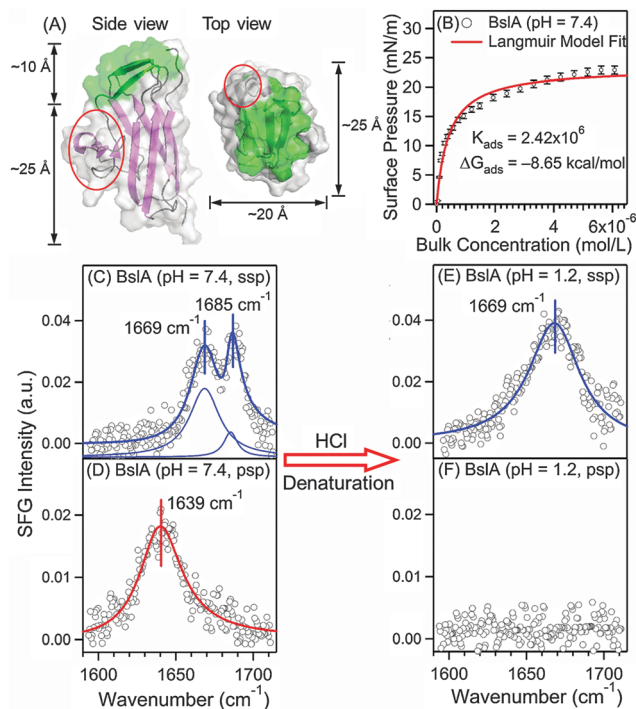 (A) Side view Top view
~10 Å
~25 Å
~25 Å
~20 Å
(B) BslA (pH = 7.4)
Langmuir Model Fit
Surface Pressure (mN/m)
30
25
20
15
10
5
0
K_ads = 2.42x10^6
ΔG_ads = –8.65 kcal/mol
0 2 4 6x10^-6
Bulk Concentration (mol/L)
(C) BslA (pH = 7.4, ssp)
1685 cm^-1
1669 cm^-1
0.04
0.02
0.00
SFG Intensity (a.u.)
(D) BslA (pH = 7.4, psp)
1639 cm^-1
0.02
0.01
0.00
1600 1650 1700
Wavenumber (cm^-1)
HCl
Denaturation
(E) BslA (pH = 1.2, ssp)
1669 cm^-1
0.04
0.02
0.00
(F) BslA (pH = 1.2, psp)
0.02
0.01
0.00
1600 1650 1700
Wavenumber (cm^-1)